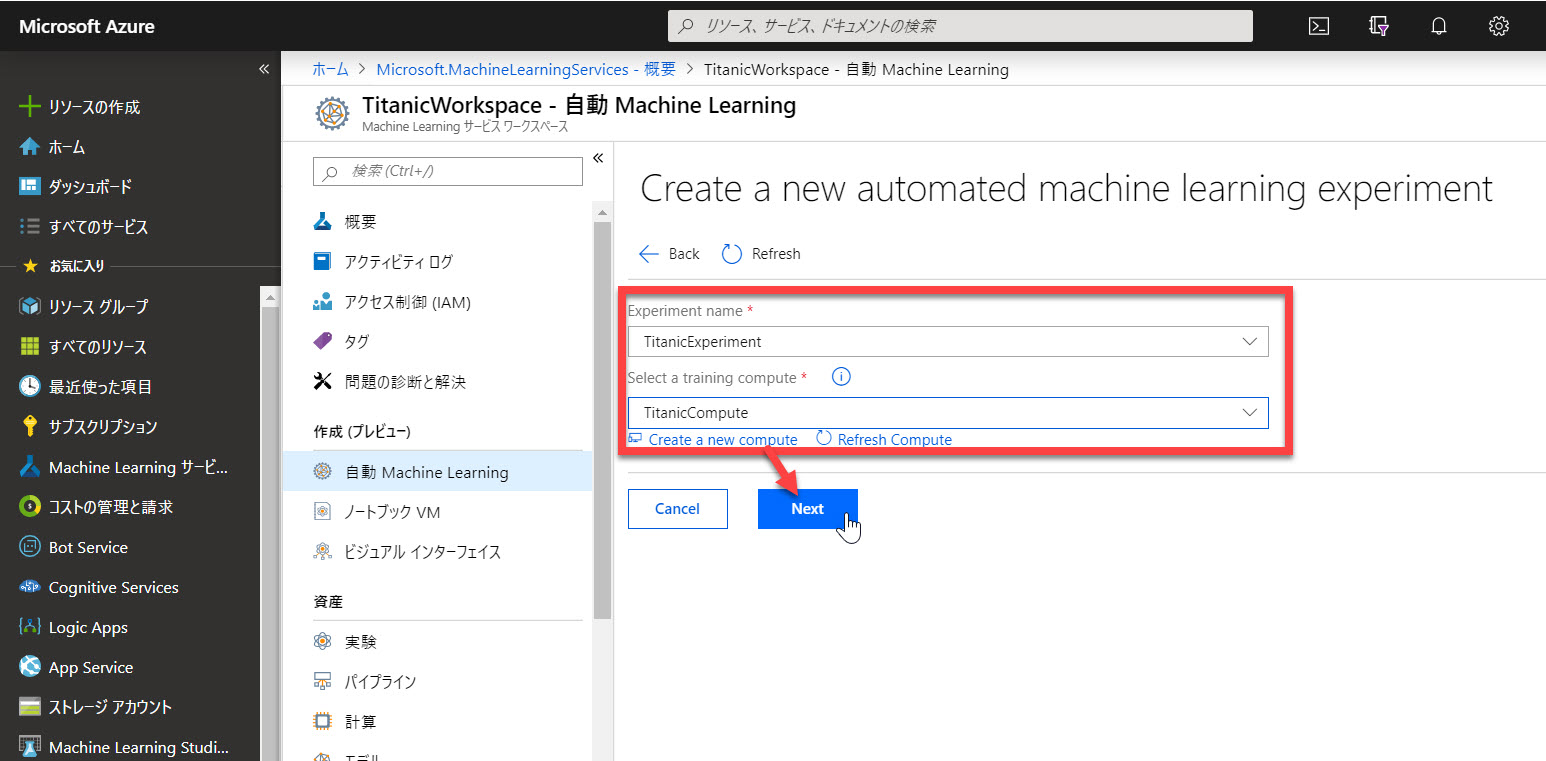 Microsoft Azure
リソース、サービス、ドキュメントの検索
リソースの作成
ホーム
ダッシュボード
すべてのサービス
お気に入り
リソース グループ
すべてのリソース
最近使った項目
サブスクリプション
Machine Learning サービ...
コストの管理と請求
Bot Service
Cognitive Services
Logic Apps
App Service
ストレージ アカウント
Machine Learning Studi...
ホーム > Microsoft.MachineLearningServices - 概要 > TitanicWorkspace - 自動 Machine Learning
TitanicWorkspace - 自動 Machine Learning
Machine Learning サービス ワークスペース
検索 (Ctrl+/)
概要
アクティビティ ログ
アクセス制御 (IAM)
タグ
問題の診断と解決
作成 (プレビュー)
自動 Machine Learning
ノートブック VM
ビジュアル インターフェイス
資産
実験
パイプライン
計算
モデル
Create a new automated machine learning experiment
Back
Refresh
Experiment name *
TitanicExperiment
Select a training compute *
TitanicCompute
Create a new compute
Refresh Compute
Cancel
Next